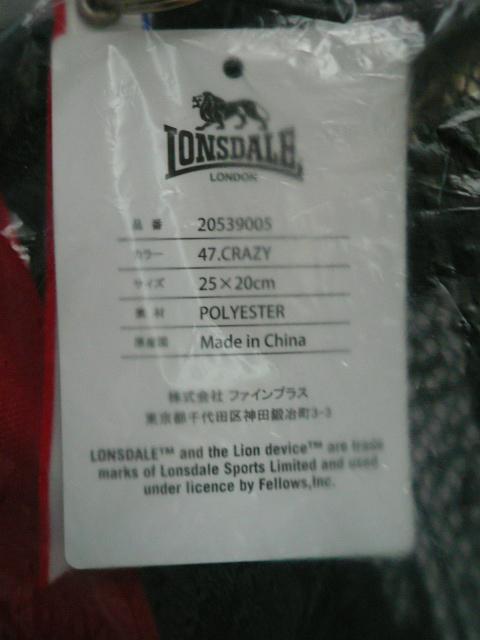 LONSDALE
LONDON
品番 20539005
カラー 47.CRAZY
サイズ 25×20cm
素材 POLYESTER
原産国 Made in China
株式会社 ファインプラス
東京都千代田区神田鍛冶町3-3
LONSDALE™ and the Lion device™ are trade
marks of Lonsdale Sports Limited and used
under licence by Fellows,Inc.